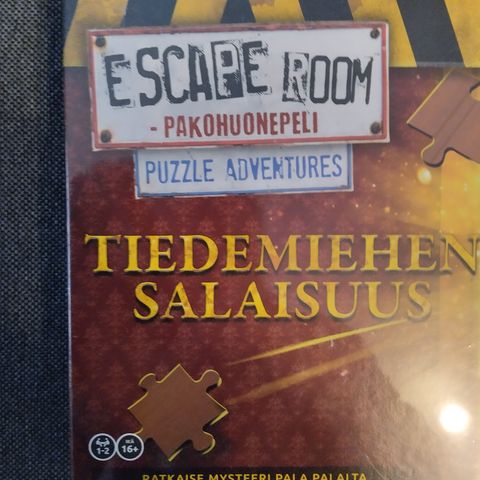 ESCAPE ROOM
- PAKOHUONEPELI
PUZZLE ADVENTURES
TIEDEMIEHEN
SALAISUUS
1-2
16+
RATKAISE MYSTEERI PALA PALALTA